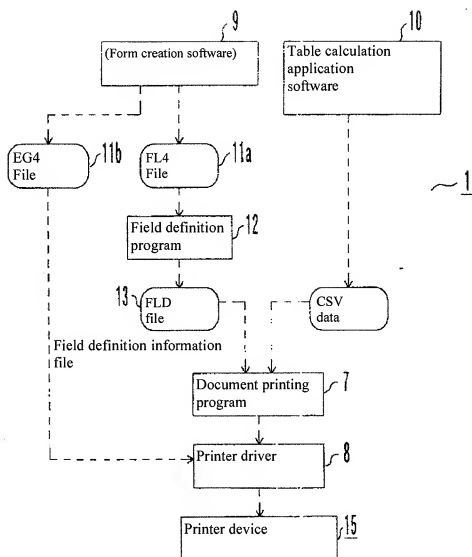 9
(Form creation software)
10
Table calculation
application
software
EG4
File
11b
FL4
File
11a
1
Field definition
program
12
13
FLD
file
CSV
data
Field definition information
file
Document printing
program
7
Printer driver
8
Printer device
15